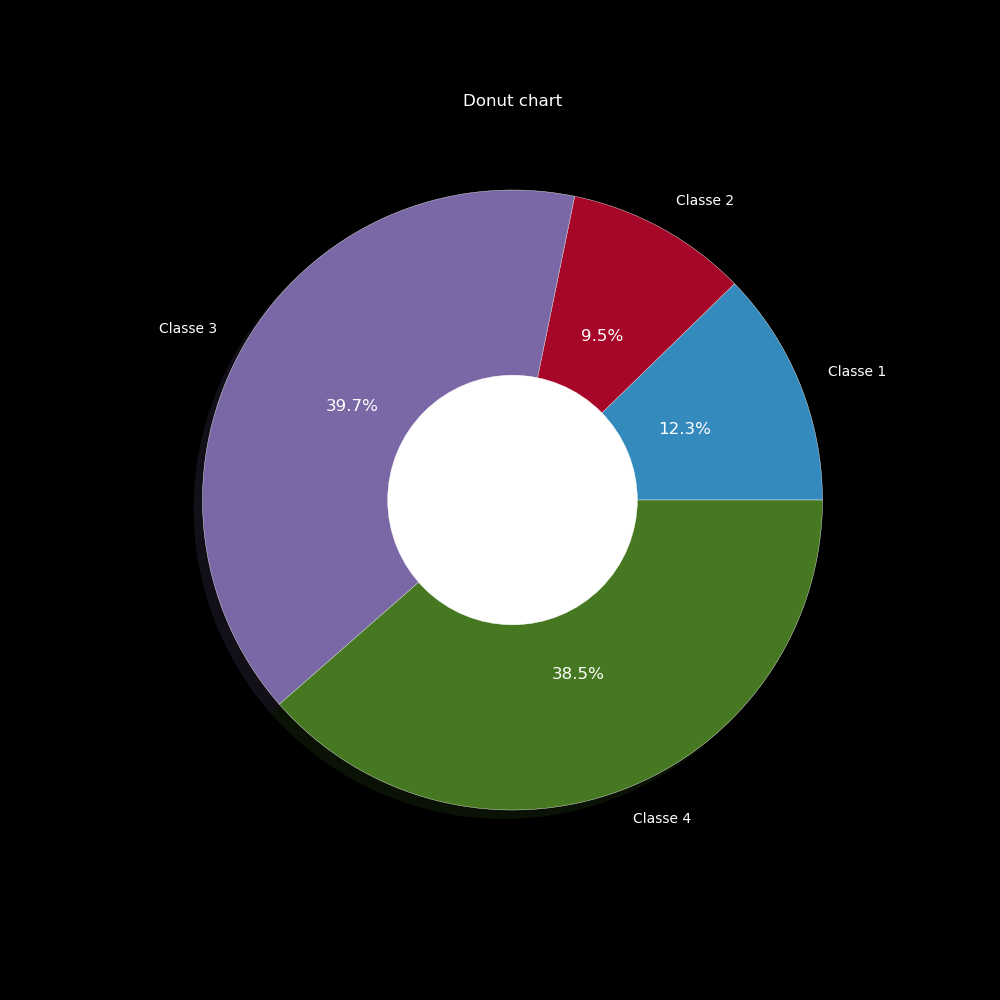 Donut chart
Classe 2
Classe 3
9.5%
Classe 1
39.7%
12.3%
38.5%
Classe 4